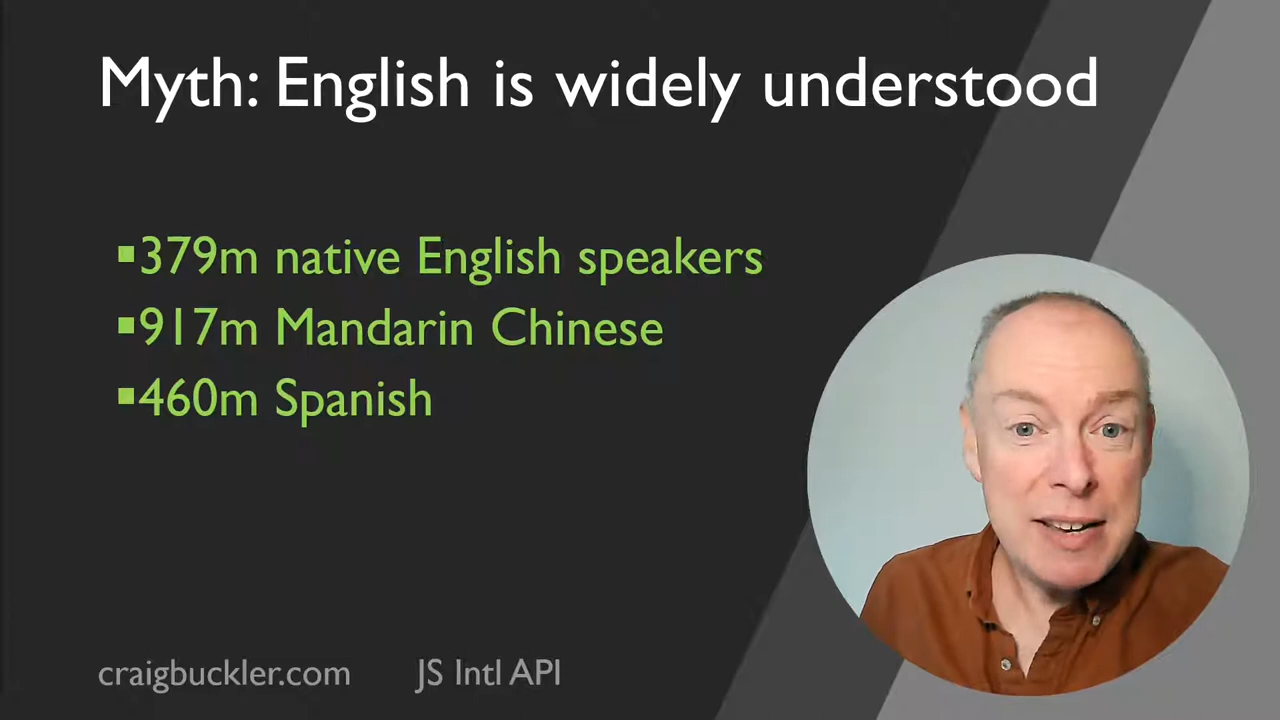 Myth: English is widely understood
▪379m native English speakers
▪917m Mandarin Chinese
▪460m Spanish
craigbuckler.com JS Intl API